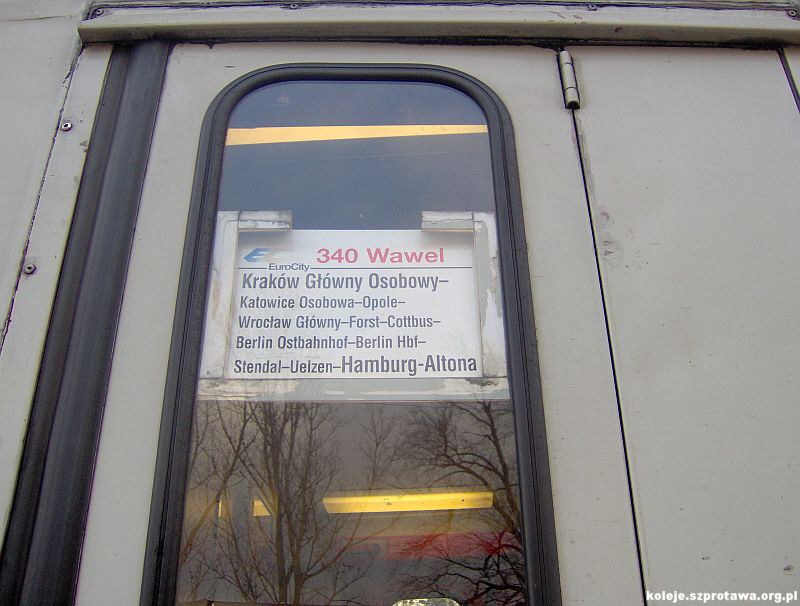 340 Wawel
EuroCity
Kraków Główny Osobowy–
Katowice Osobowa–Opole–
Wrocław Główny–Forst–Cottbus–
Berlin Ostbahnhof–Berlin Hbf–
Stendal–Uelzen–Hamburg-Altona
koleje.szprotawa.org.pl